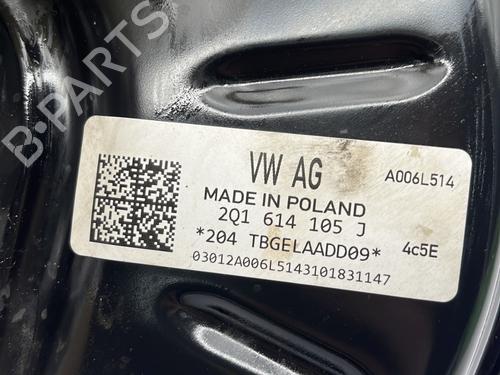 B-PARTS
VW AG
A006L514
MADE IN POLAND
2Q1 614 105 J
*204 TBGELAADD09*
4c5E
03012A006L5143101831147